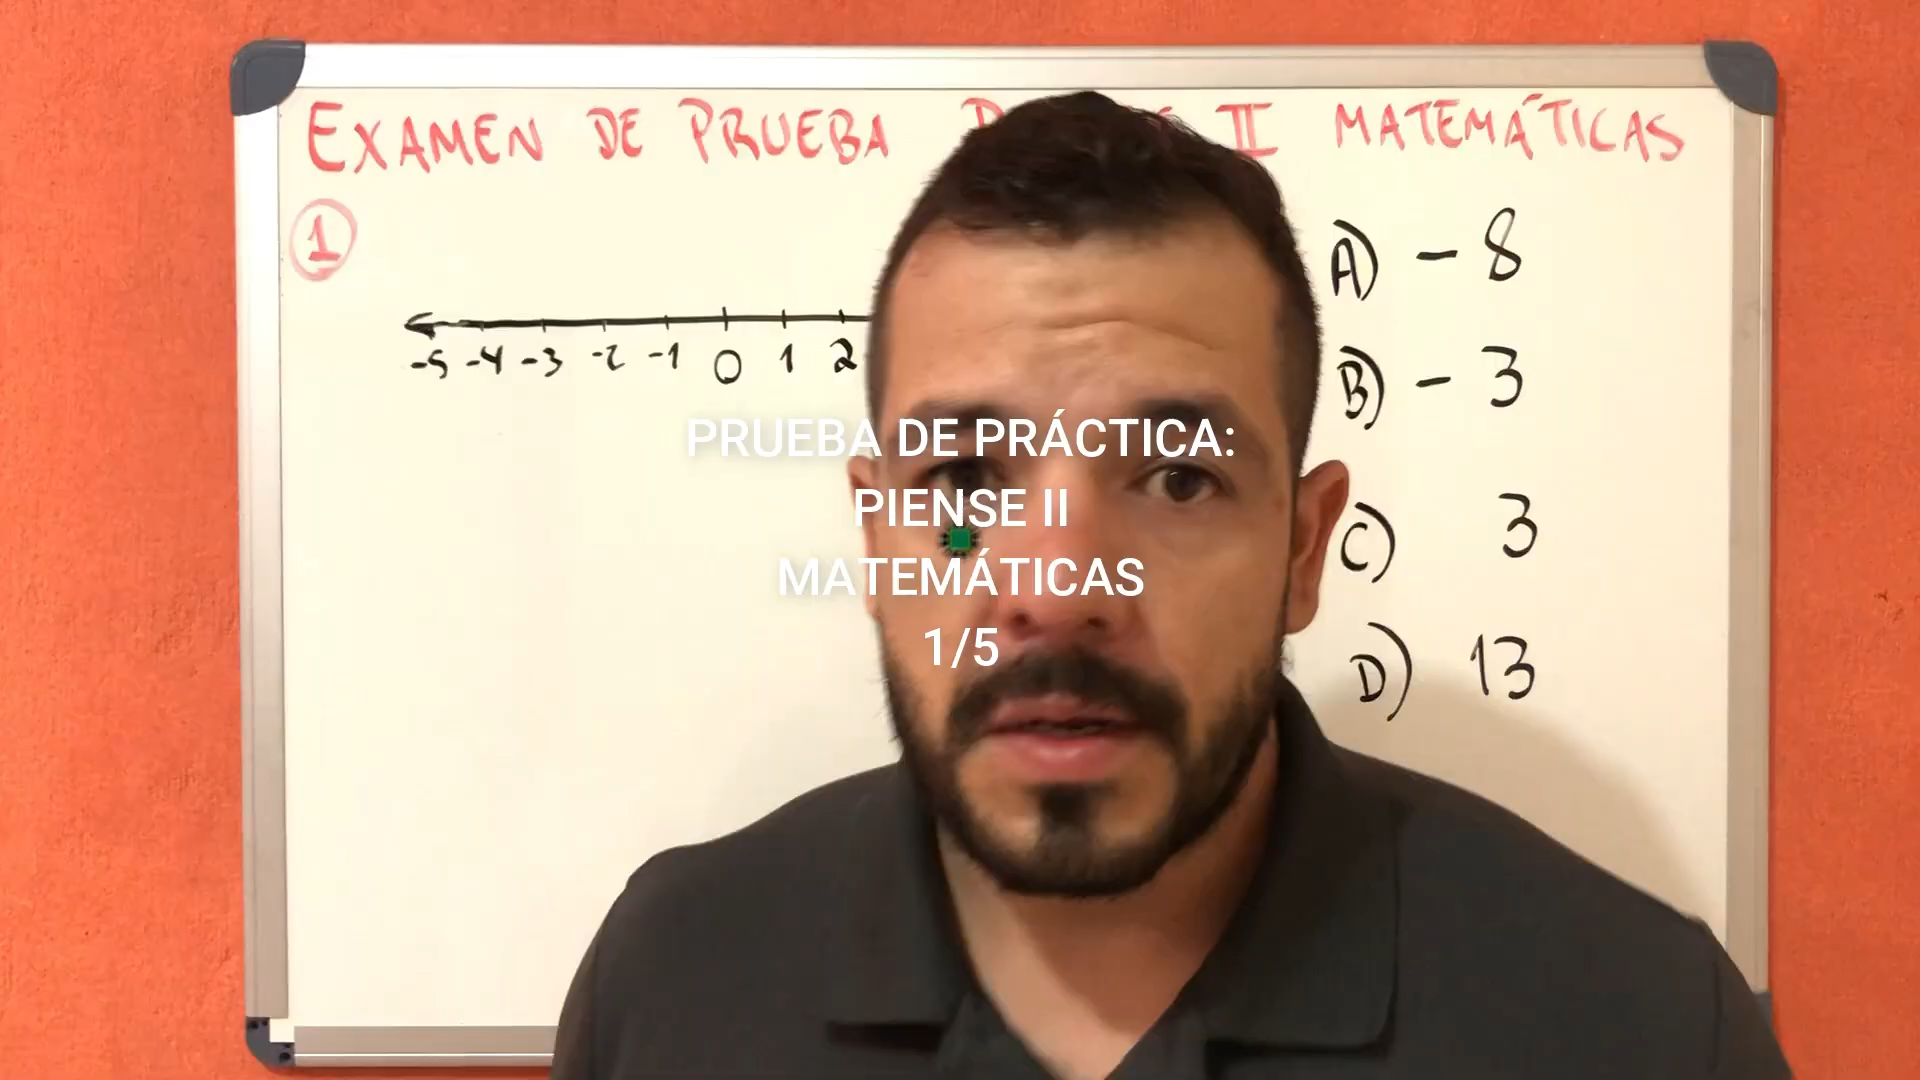 EXAMEN DE PRUEBA II MATEMÁTICAS
1
-5 -4 -3 -2 -1 0 1 2
A) - 8
B) - 3
C) 3
D) 13
PRUEBA DE PRÁCTICA:
PIENSE II
MATEMÁTICAS
1/5